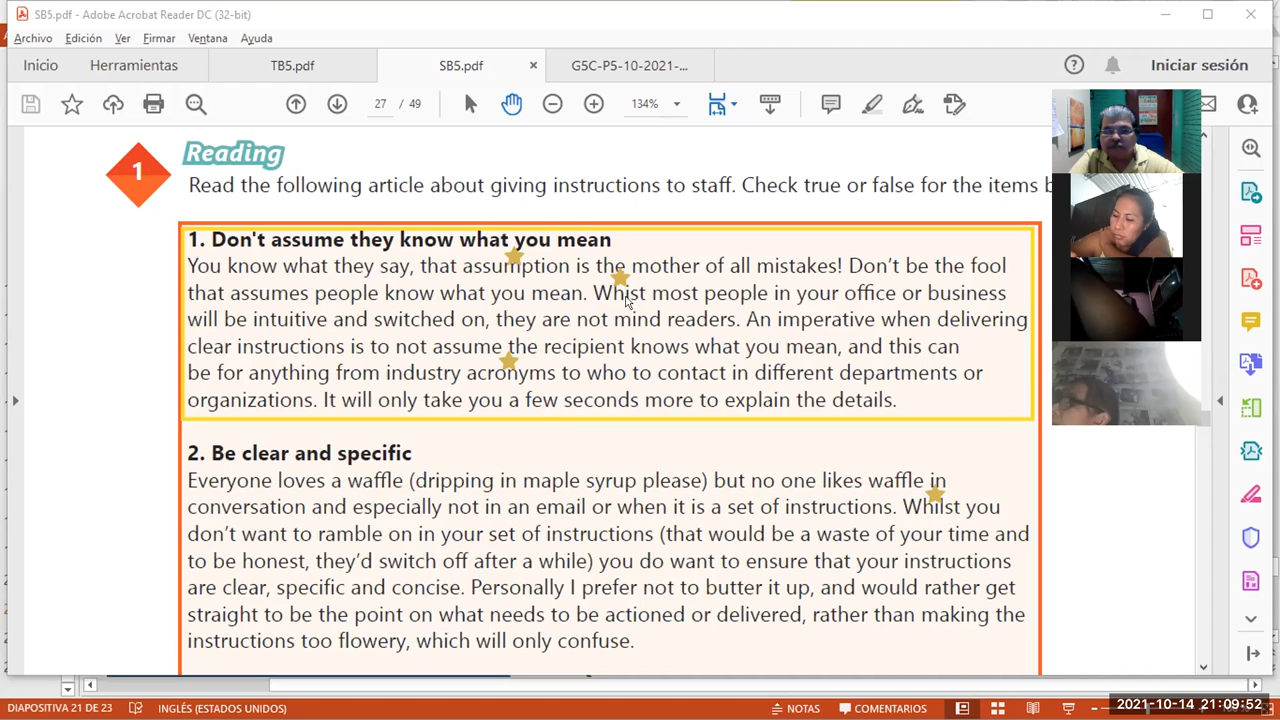 SB5.pdf - Adobe Acrobat Reader DC (32-bit)
Archivo Edición Ver Firmar Ventana Ayuda
Inicio Herramientas TB5.pdf SB5.pdf × G5C-P5-10-2021-... Iniciar sesión
27 / 49 134%
Reading
1
Read the following article about giving instructions to staff. Check true or false for the items
1. Don't assume they know what you mean
You know what they say, that assumption is the mother of all mistakes! Don't be the fool
that assumes people know what you mean. Whilst most people in your office or business
will be intuitive and switched on, they are not mind readers. An imperative when delivering
clear instructions is to not assume the recipient knows what you mean, and this can
be for anything from industry acronyms to who to contact in different departments or
organizations. It will only take you a few seconds more to explain the details.
2. Be clear and specific
Everyone loves a waffle (dripping in maple syrup please) but no one likes waffle in
conversation and especially not in an email or when it is a set of instructions. Whilst you
don't want to ramble on in your set of instructions (that would be a waste of your time and
to be honest, they'd switch off after a while) you do want to ensure that your instructions
are clear, specific and concise. Personally I prefer not to butter it up, and would rather get
straight to be the point on what needs to be actioned or delivered, rather than making the
instructions too flowery, which will only confuse.
DIAPOSITIVA 21 DE 23 INGLÉS (ESTADOS UNIDOS) NOTAS COMENTARIOS
2021-10-14 21:09:52